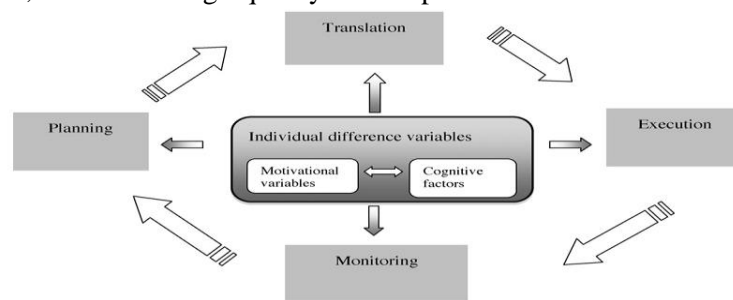 Translation
Planning
Execution
Individual difference variables
Motivational
variables
Cognitive
factors
Monitoring